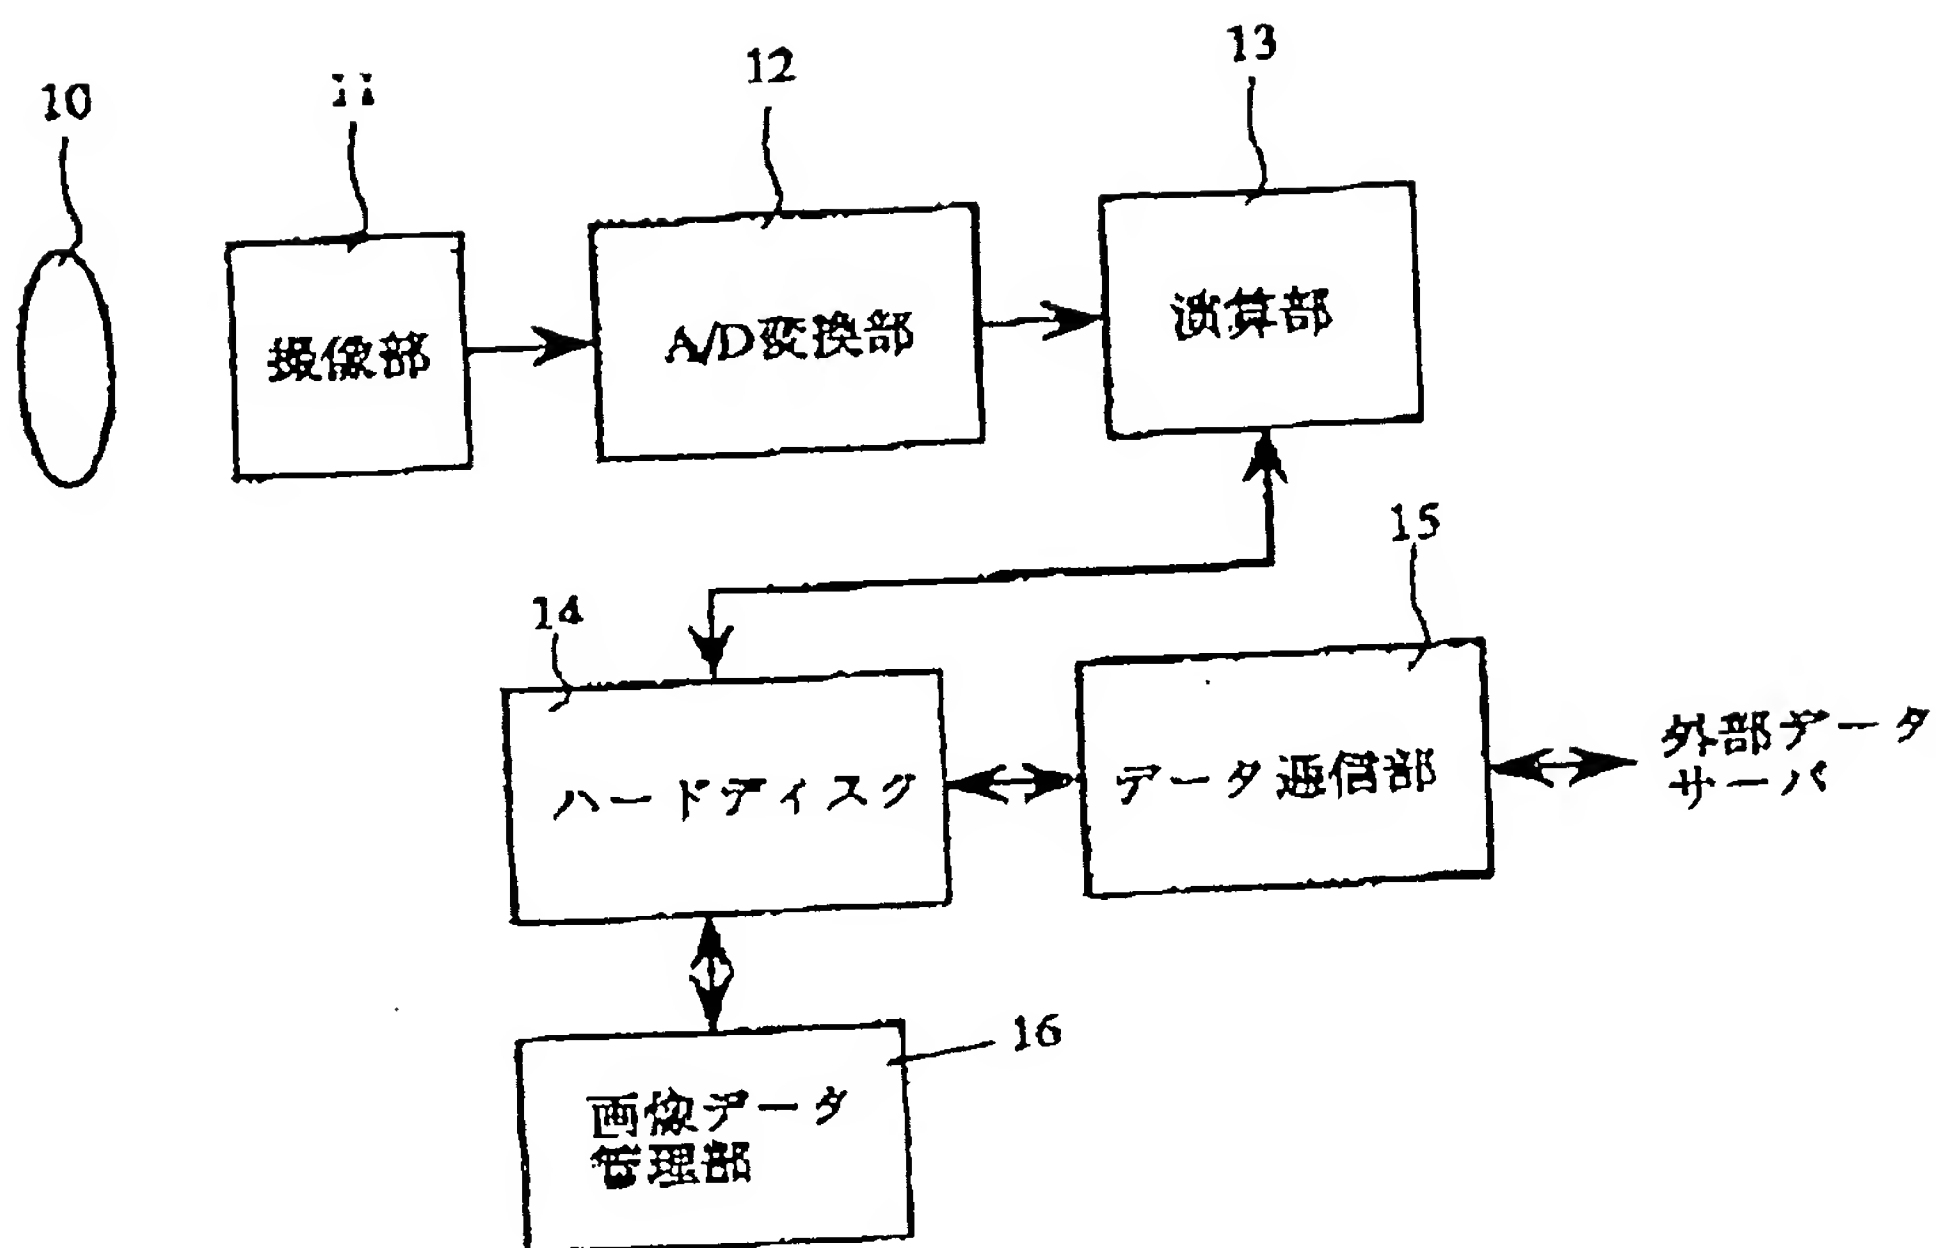 10
11
12
13
撮像部
A/D変換部
演算部
14
15
ハードディスク
データ通信部
外部データ
サーバ
16
画像データ
管理部